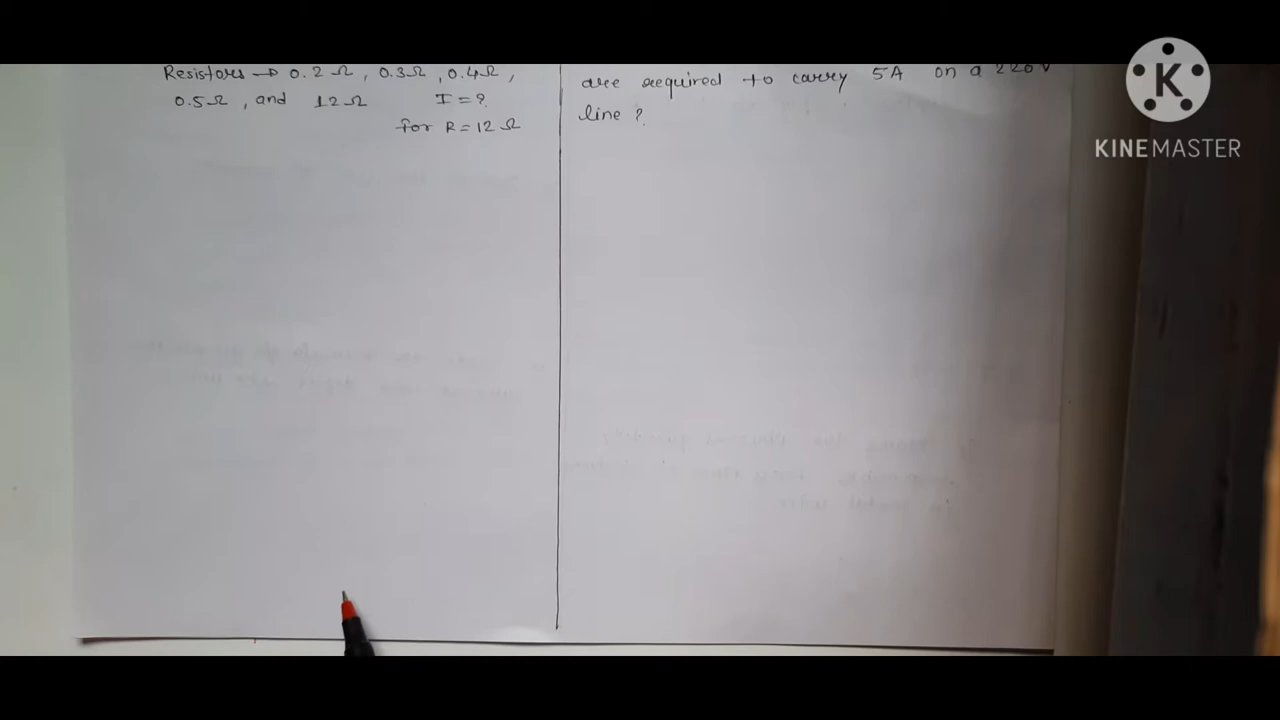 Resistors → 0.2 Ω, 0.3 Ω, 0.4 Ω,
0.5 Ω, and 12 Ω I = ?
for R = 12 Ω
are required to carry 5A on a 220 V
line ?
K
KINEMASTER